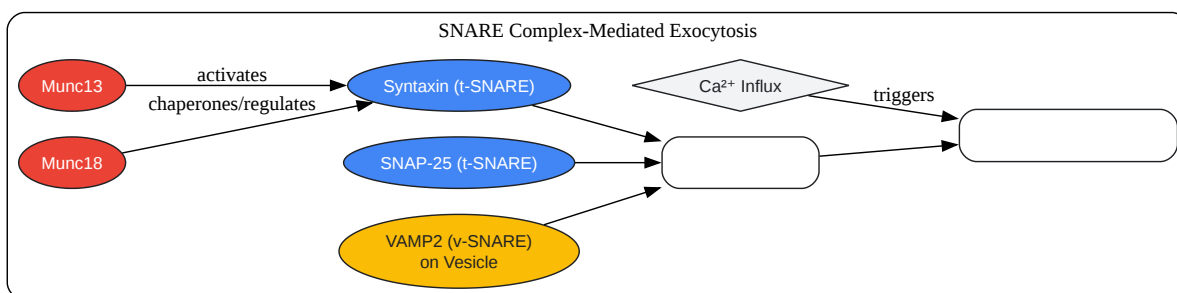 SNARE Complex-Mediated Exocytosis
Munc13
activates
Syntaxin (t-SNARE)
Ca²⁺ Influx
triggers
chaperones/regulates
Munc18
SNAP-25 (t-SNARE)
VAMP2 (v-SNARE)
on Vesicle